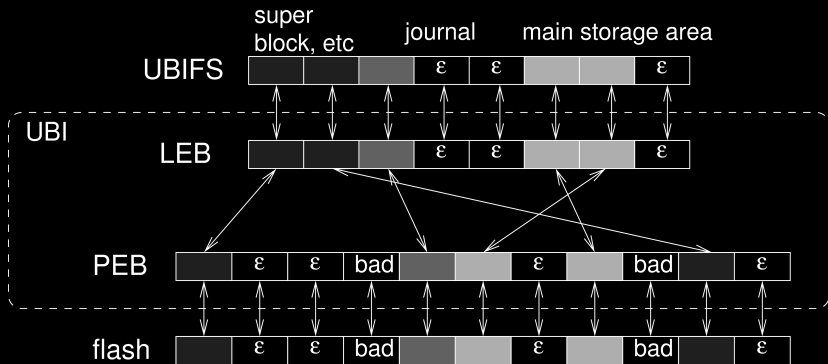 super
block, etc
journal
main storage area
UBIFS
ε ε ε
UBI
LEB
ε ε ε
PEB
ε ε bad ε bad ε
flash
ε ε bad ε bad ε